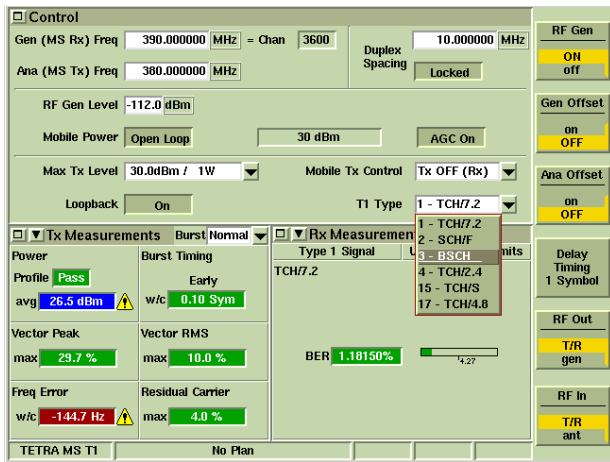 Control
Gen (MS Rx) Freq 390.000000 MHz = Chan 3600
Duplex Spacing 10.000000 MHz
Ana (MS Tx) Freq 380.000000 MHz
Locked
RF Gen Level -112.0 dBm
Mobile Power Open Loop 30 dBm AGC On
Max Tx Level 30.0dBm / 1W Mobile Tx Control Tx OFF (Rx)
Loopback On T1 Type 1 - TCH/7.2
1 - TCH/7.2
2 - SCH/F
3 - BSCH
4 - TCH/2.4
15 - TCH/S
17 - TCH/4.8
Tx Measurements Burst Normal
Power Burst Timing
Profile Pass Early
avg 26.5 dBm w/c 0.10 Sym
Vector Peak Vector RMS
max 29.7 % max 10.0 %
Freq Error Residual Carrier
w/c -144.7 Hz max 4.0 %
Rx Measuremen
Type 1 Signal U mits
TCH/7.2
BER 1.18150% 4.27
TETRA MS T1 No Plan
RF Gen
ON
off
Gen Offset
on
OFF
Ana Offset
on
OFF
Delay
Timing
1 Symbol
RF Out
T/R
gen
RF In
T/R
ant